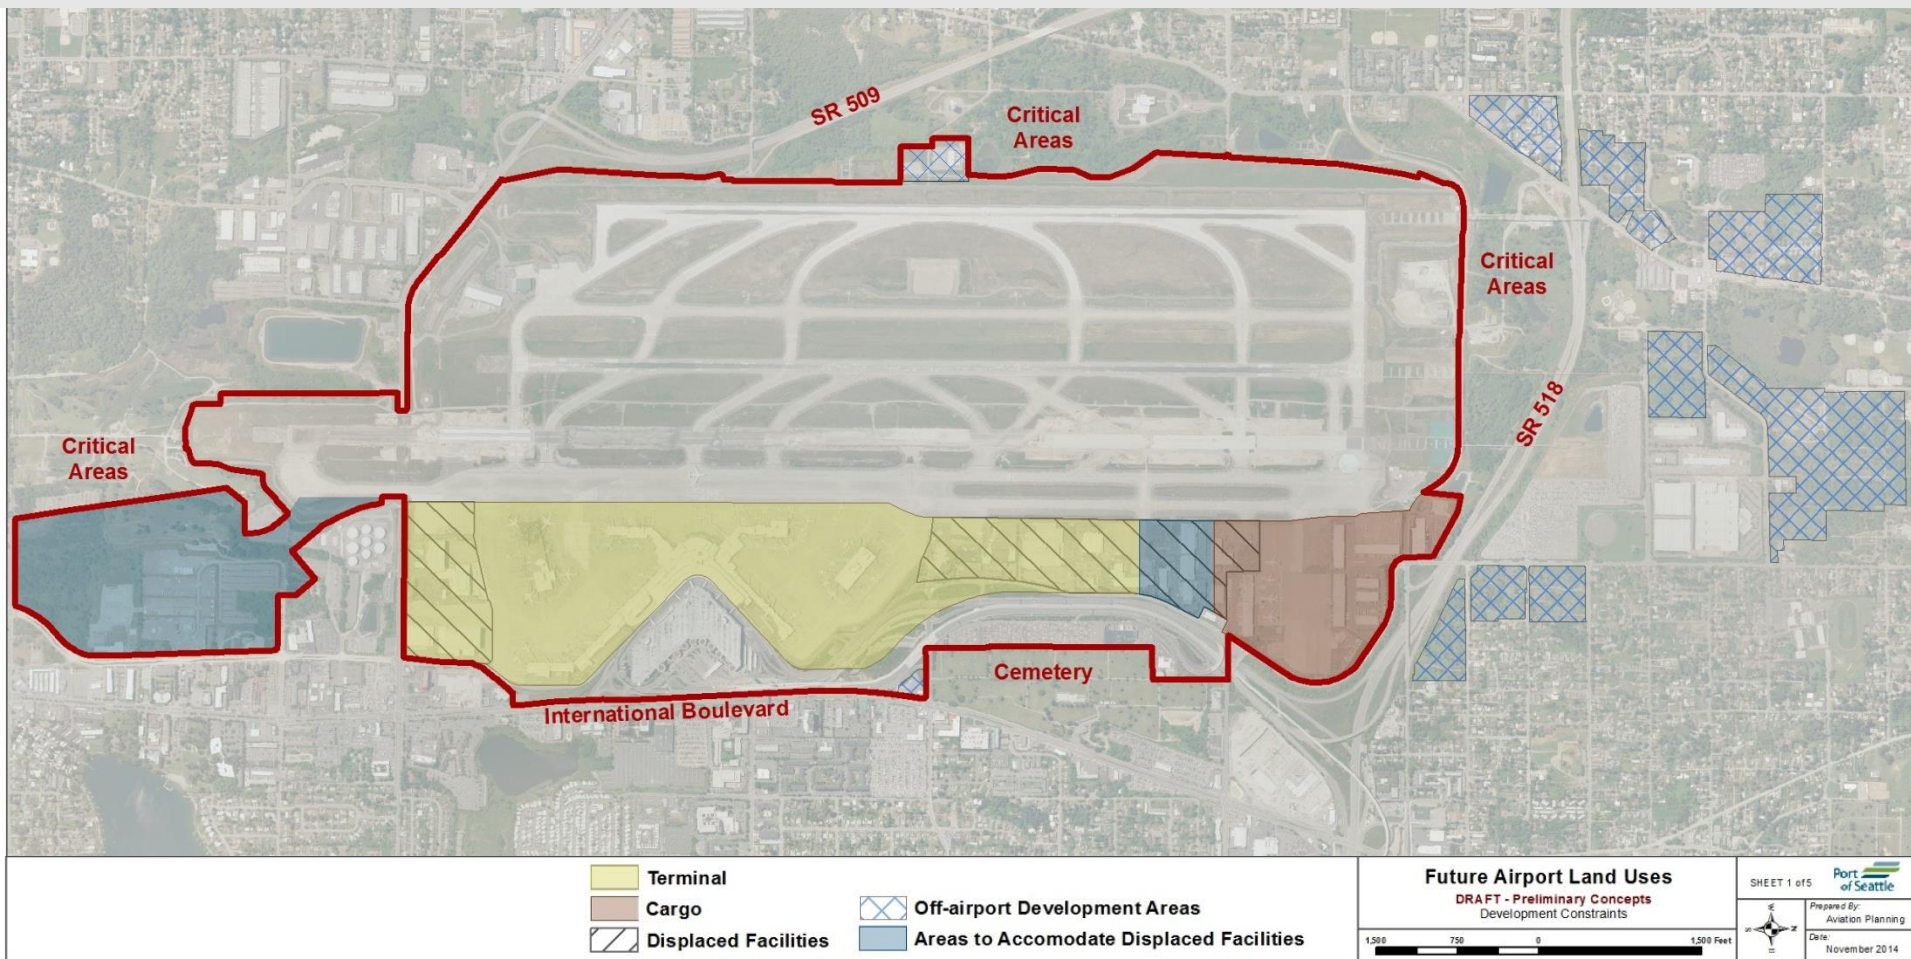 SR 509
Critical
Areas
Critical
Areas
SR 518
Critical
Areas
Cemetery
International Boulevard
Terminal
Cargo
Displaced Facilities
Off-airport Development Areas
Areas to Accomodate Displaced Facilities
Future Airport Land Uses
DRAFT - Preliminary Concepts
Development Constraints
1,500 750 0 1,500 Feet
SHEET 1 of 5
Port
of Seattle
S W N E
Prepared By:
Aviation Planning
Date:
November 2014